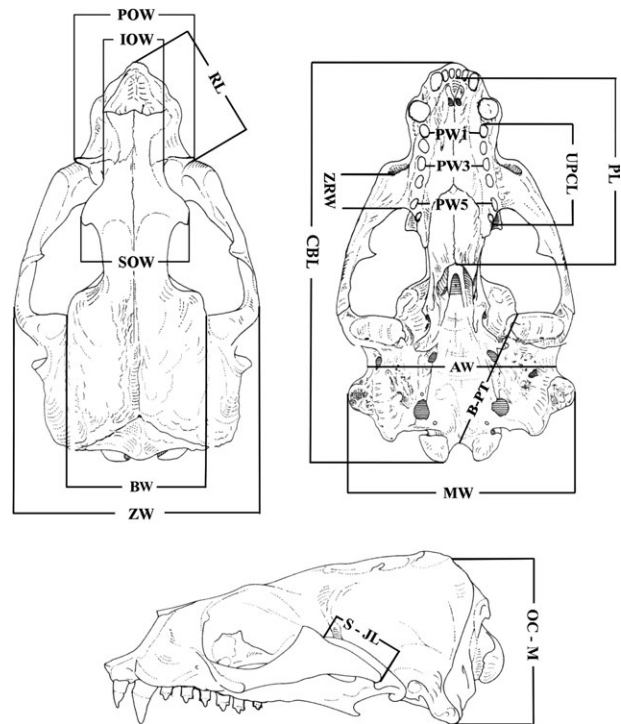 POW
IOW
RL
SOW
BW
ZW
PW1
PW3
PW5
ZRW
UPCL
PL
CBL
AW
B-PT
MW
S - JL
OC - M